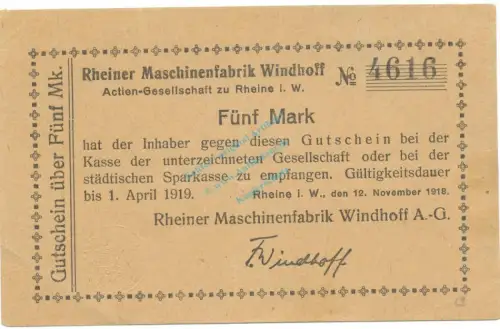 Gutschein über Fünf Mk.
Rheiner Maschinenfabrik Windhoff
Actien-Gesellschaft zu Rheine i. W.
№ 4616
Fünf Mark
hat der Inhaber gegen diesen Gutschein bei der
Kasse der unterzeichneten Gesellschaft oder bei der
städtischen Sparkasse zu empfangen. Gültigkeitsdauer
bis 1. April 1919. Rheine i. W., den 12. November 1918.
Rheiner Maschinenfabrik Windhoff A.-G.
F. Windhoff